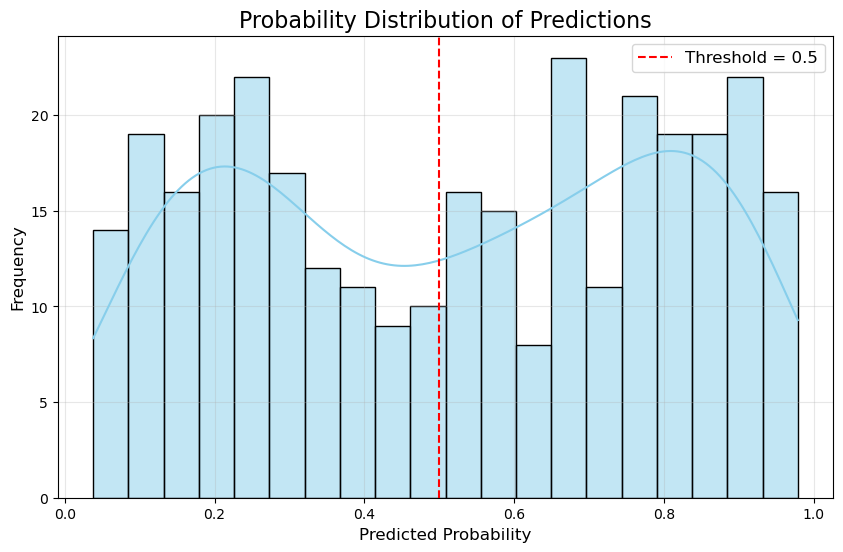 Probability Distribution of Predictions
Threshold = 0.5
Frequency
20
15
10
5
0
0.0 0.2 0.4 0.6 0.8 1.0
Predicted Probability